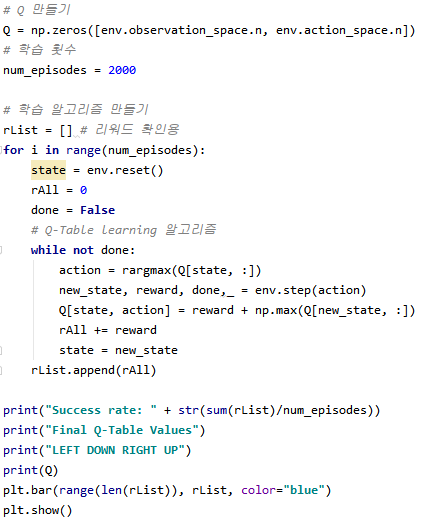 # Q 만들기
Q = np.zeros([env.observation_space.n, env.action_space.n])
# 학습 횟수
num_episodes = 2000

# 학습 알고리즘 만들기
rList = [] # 리워드 확인용
for i in range(num_episodes):
    state = env.reset()
    rAll = 0
    done = False
    # Q-Table learning 알고리즘
    while not done:
        action = rargmax(Q[state, :])
        new_state, reward, done,_ = env.step(action)
        Q[state, action] = reward + np.max(Q[new_state, :])
        rAll += reward
        state = new_state
    rList.append(rAll)

print("Success rate: " + str(sum(rList)/num_episodes))
print("Final Q-Table Values")
print("LEFT DOWN RIGHT UP")
print(Q)
plt.bar(range(len(rList)), rList, color="blue")
plt.show()